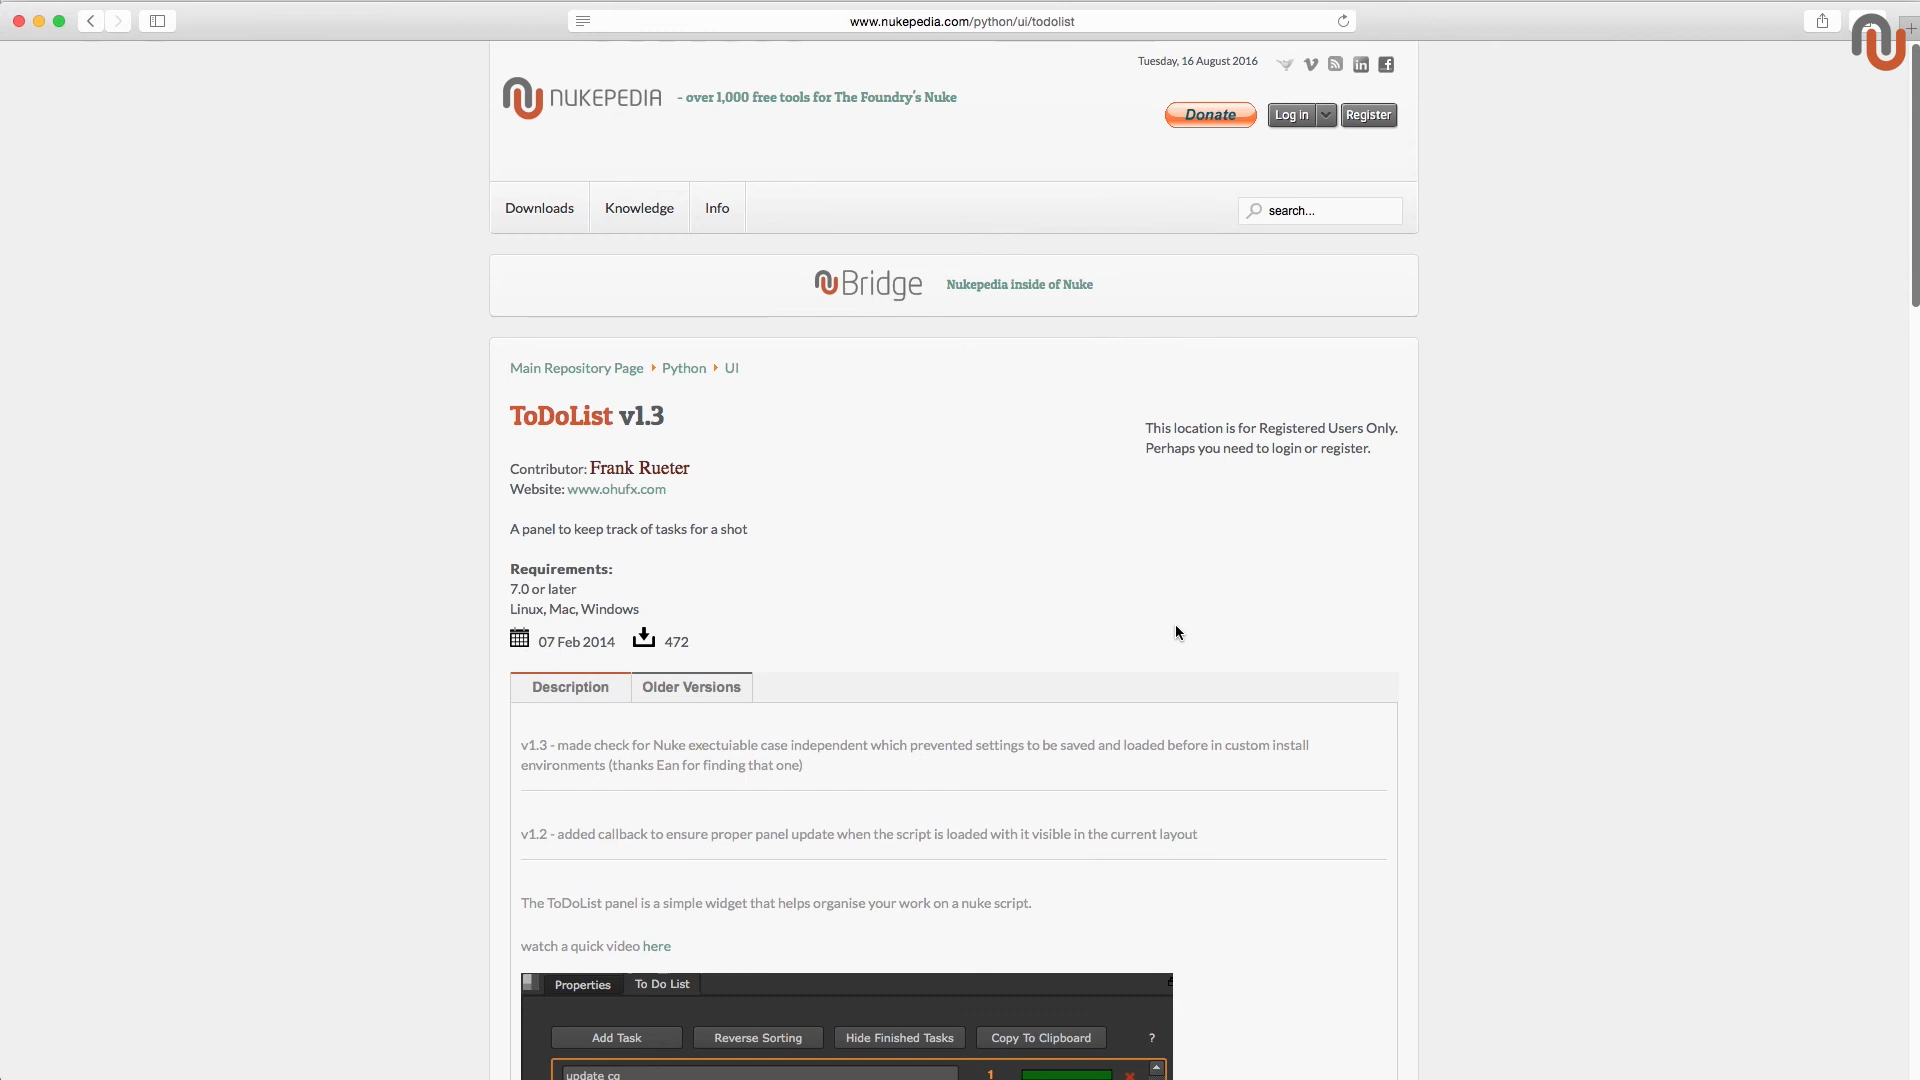 www.nukepedia.com/python/ui/todolist
Tuesday, 16 August 2016
NUKEPEDIA - over 1,000 free tools for The Foundry's Nuke
Donate Log in Register
Downloads Knowledge Info search...
Bridge Nukepedia inside of Nuke
Main Repository Page Python UI
ToDoList v1.3
This location is for Registered Users Only.
Perhaps you need to login or register.
Contributor: Frank Rueter
Website: www.ohufx.com
A panel to keep track of tasks for a shot
Requirements:
7.0 or later
Linux, Mac, Windows
07 Feb 2014 472
Description Older Versions
v1.3 - made check for Nuke exectuiable case independent which prevented settings to be saved and loaded before in custom install
environments (thanks Ean for finding that one)
v1.2 - added callback to ensure proper panel update when the script is loaded with it visible in the current layout
The ToDoList panel is a simple widget that helps organise your work on a nuke script.
watch a quick video here
Properties To Do List
Add Task Reverse Sorting Hide Finished Tasks Copy To Clipboard ?
update cg 1